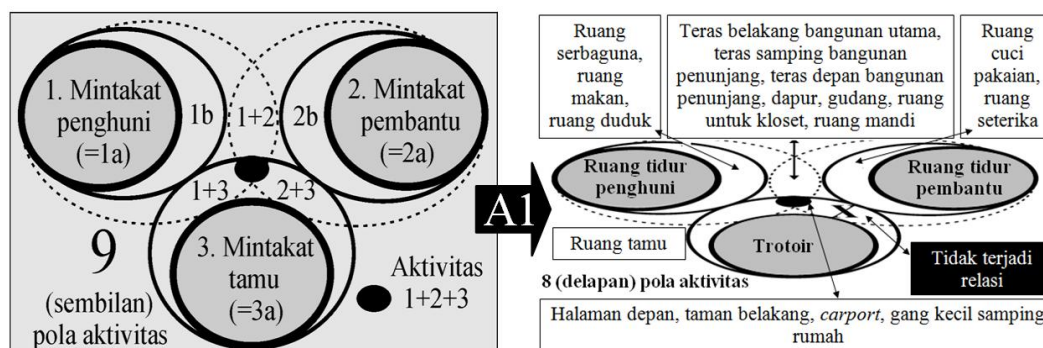 1. Mintakat
penghuni
(=1a)
1b
1+2
2b
2. Mintakat
pembantu
(=2a)
1+3
2+3
9
(sembilan)
pola aktivitas
3. Mintakat
tamu
(=3a)
Aktivitas
1+2+3
A1
Ruang
serbaguna,
ruang
makan,
ruang duduk
Teras belakang bangunan utama,
teras samping bangunan
penunjang, teras depan bangunan
penunjang, dapur, gudang, ruang
untuk kloset, ruang mandi
Ruang
cuci
pakaian,
ruang
seterika
Ruang tidur
penghuni
Ruang tidur
pembantu
Ruang tamu
Trotoir
Tidak terjadi
relasi
8 (delapan) pola aktivitas
Halaman depan, taman belakang, carport, gang kecil samping
rumah